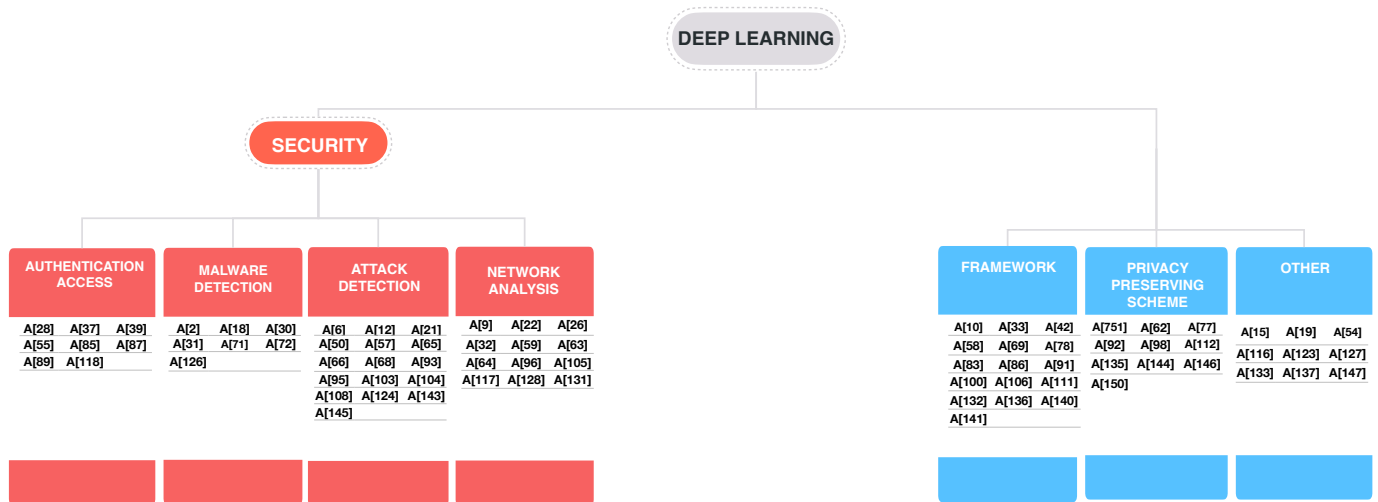 DEEP LEARNING
SECURITY
AUTHENTICATION
ACCESS
A[28] A[37] A[39]
A[55] A[85] A[87]
A[89] A[118]
MALWARE
DETECTION
A[2] A[18] A[30]
A[31] A[71] A[72]
A[126]
ATTACK
DETECTION
A[6] A[12] A[21]
A[50] A[57] A[65]
A[66] A[68] A[93]
A[95] A[103] A[104]
A[108] A[124] A[143]
A[145]
NETWORK
ANALYSIS
A[9] A[22] A[26]
A[32] A[59] A[63]
A[64] A[96] A[105]
A[117] A[128] A[131]
FRAMEWORK
A[10] A[33] A[42]
A[58] A[69] A[78]
A[83] A[86] A[91]
A[100] A[106] A[111]
A[132] A[136] A[140]
A[141]
PRIVACY
PRESERVING
SCHEME
A[751] A[62] A[77]
A[92] A[98] A[112]
A[135] A[144] A[146]
A[150]
OTHER
A[15] A[19] A[54]
A[116] A[123] A[127]
A[133] A[137] A[147]